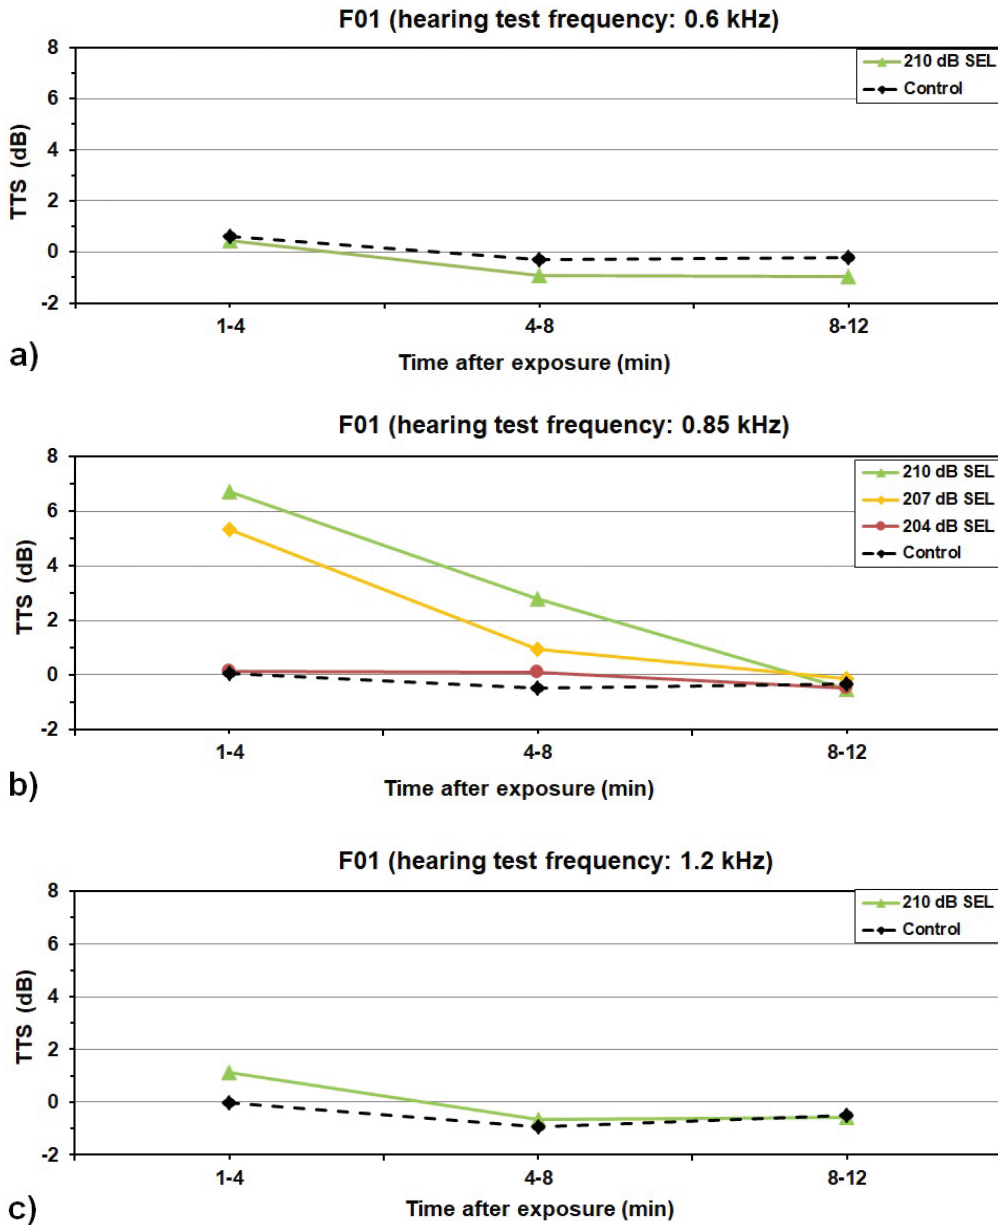 F01 (hearing test frequency: 0.6 kHz)
8
6
4
2
0
-2
TTS (dB)
210 dB SEL
Control
1-4 4-8 8-12
Time after exposure (min)
a)
F01 (hearing test frequency: 0.85 kHz)
8
6
4
2
0
-2
TTS (dB)
210 dB SEL
207 dB SEL
204 dB SEL
Control
1-4 4-8 8-12
Time after exposure (min)
b)
F01 (hearing test frequency: 1.2 kHz)
8
6
4
2
0
-2
TTS (dB)
210 dB SEL
Control
1-4 4-8 8-12
Time after exposure (min)
c)